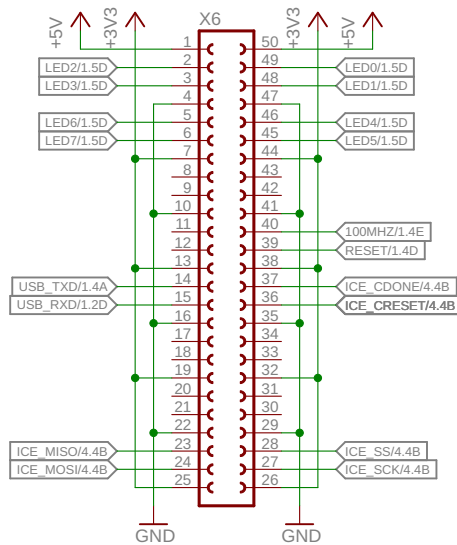 +5V +3V3 X6 +3V3 +5V
1 50
LED2/1.5D 2 49 LED0/1.5D
LED3/1.5D 3 48 LED1/1.5D
4 47
LED6/1.5D 5 46 LED4/1.5D
LED7/1.5D 6 45 LED5/1.5D
7 44
8 43
9 42
10 41
11 40 100MHZ/1.4E
12 39 RESET/1.4D
13 38
USB_TXD/1.4A 14 37 ICE_CDONE/4.4B
USB_RXD/1.2D 15 36 ICE_CRESET/4.4B
16 35
17 34
18 33
19 32
20 31
21 30
22 29
ICE_MISO/4.4B 23 28 ICE_SS/4.4B
ICE_MOSI/4.4B 24 27 ICE_SCK/4.4B
25 26
GND GND